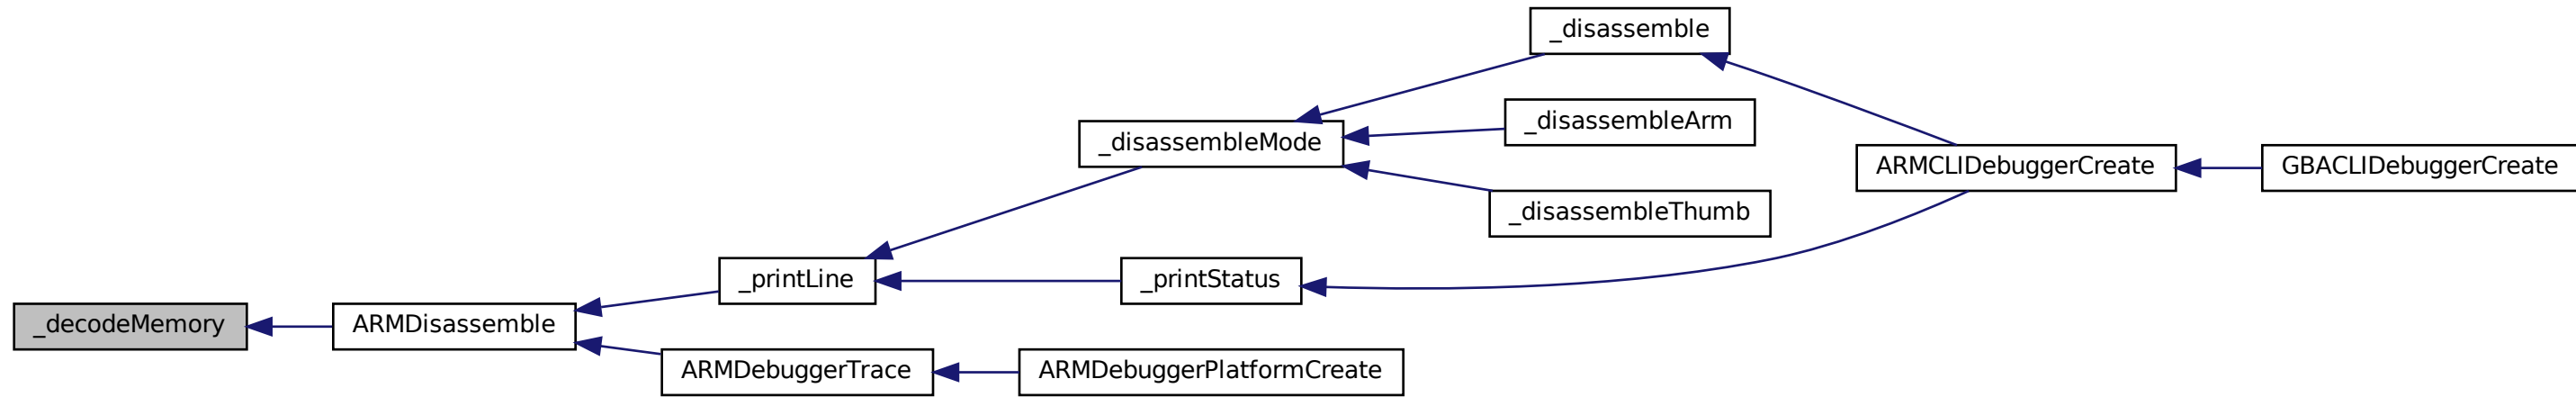 _disassemble
_disassembleArm
_disassembleMode
ARMCLIDebuggerCreate
GBACLIDebuggerCreate
_disassembleThumb
_printLine
_printStatus
_decodeMemory
ARMDisassemble
ARMDebuggerTrace
ARMDebuggerPlatformCreate